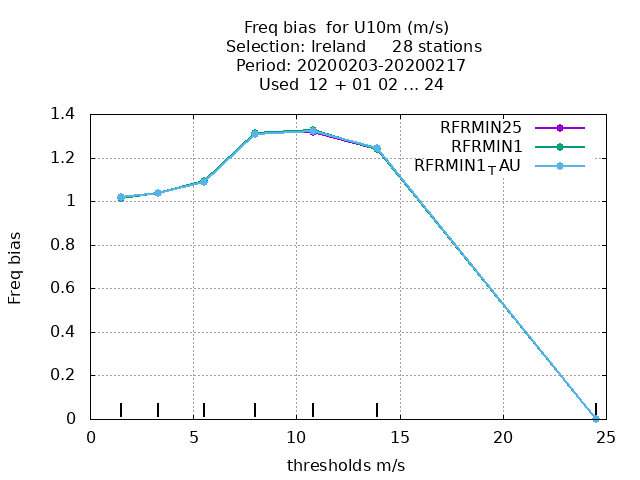 Freq bias  for U10m (m/s)
Selection: Ireland     28 stations
Period: 20200203-20200217
Used  12 + 01 02 ... 24
RFRMIN25
RFRMIN1
RFRMIN1TAU
1.4
1.2
1
0.8
0.6
0.4
0.2
0
Freq bias
0 5 10 15 20 25
thresholds m/s